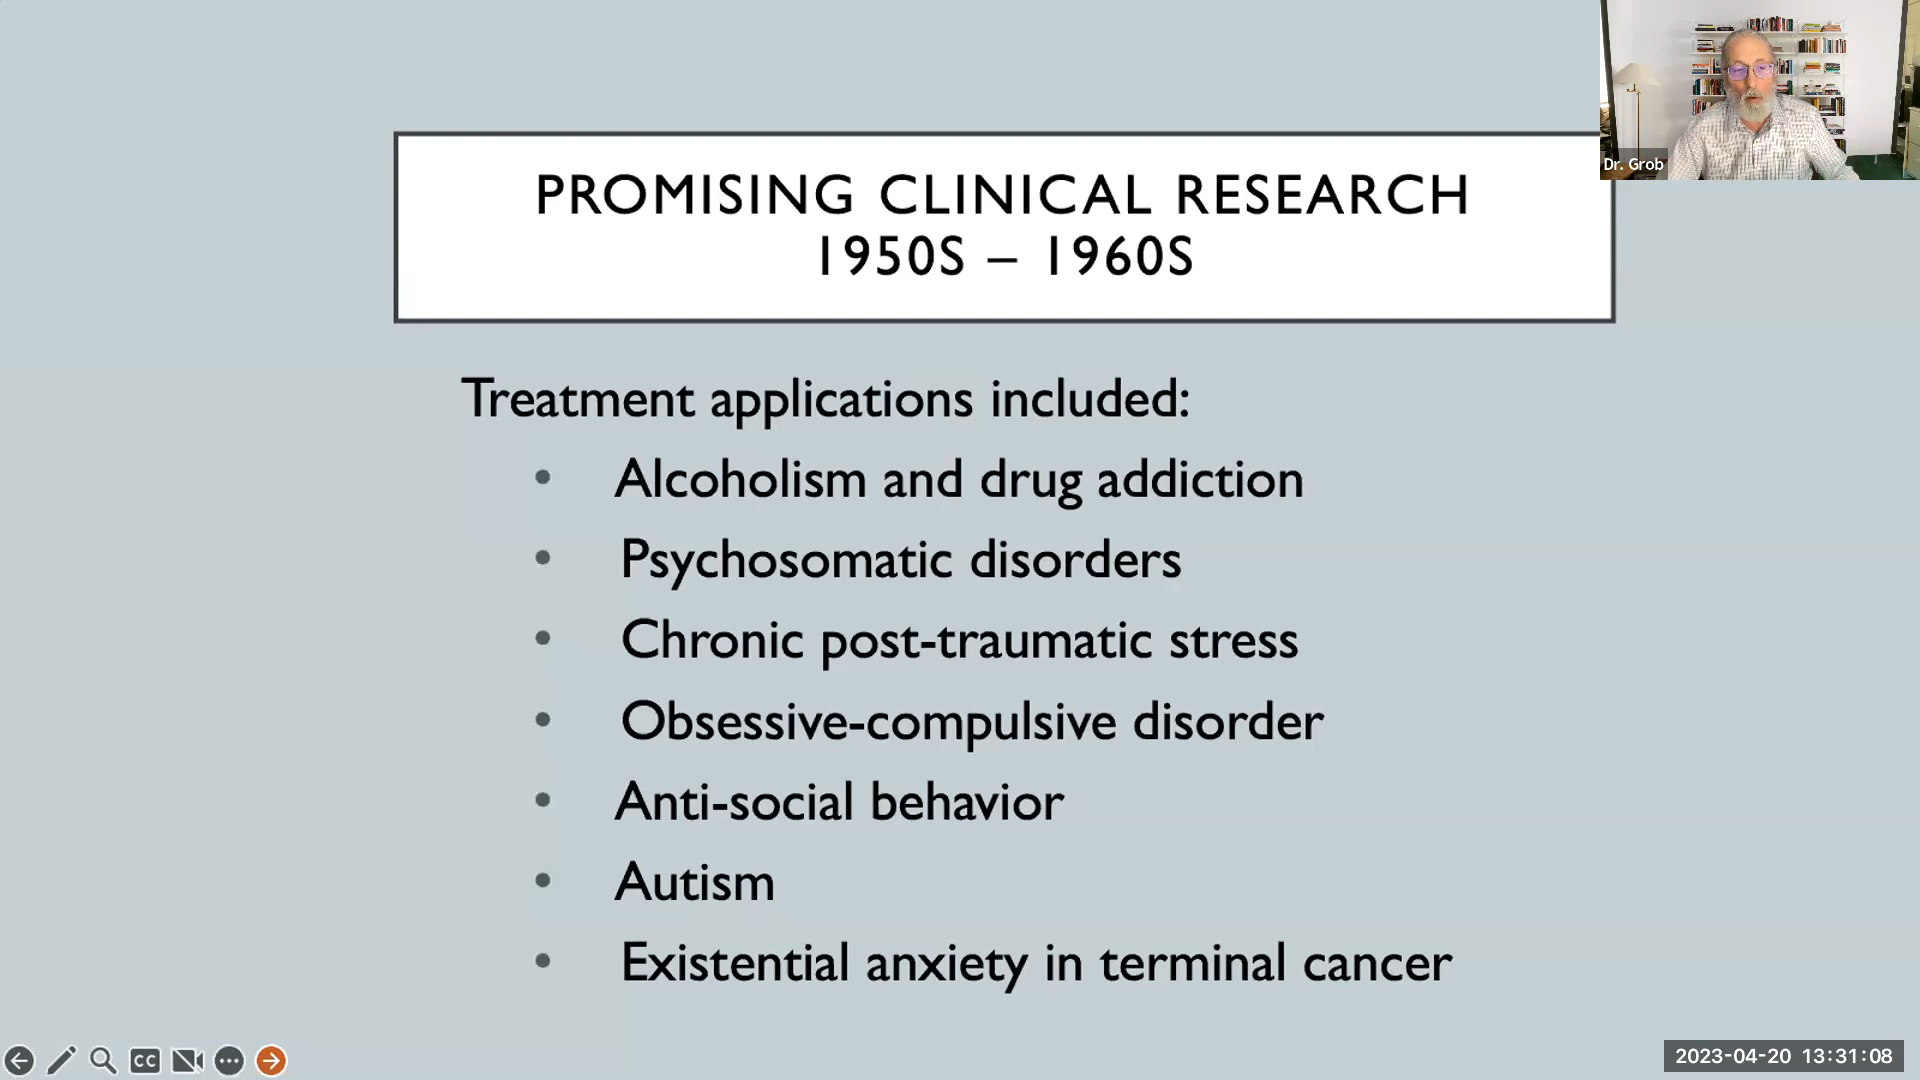 PROMISING CLINICAL RESEARCH
1950S – 1960S
Dr. Grob
Treatment applications included:
• Alcoholism and drug addiction
• Psychosomatic disorders
• Chronic post-traumatic stress
• Obsessive-compulsive disorder
• Anti-social behavior
• Autism
• Existential anxiety in terminal cancer
CC
2023-04-20 13:31:08